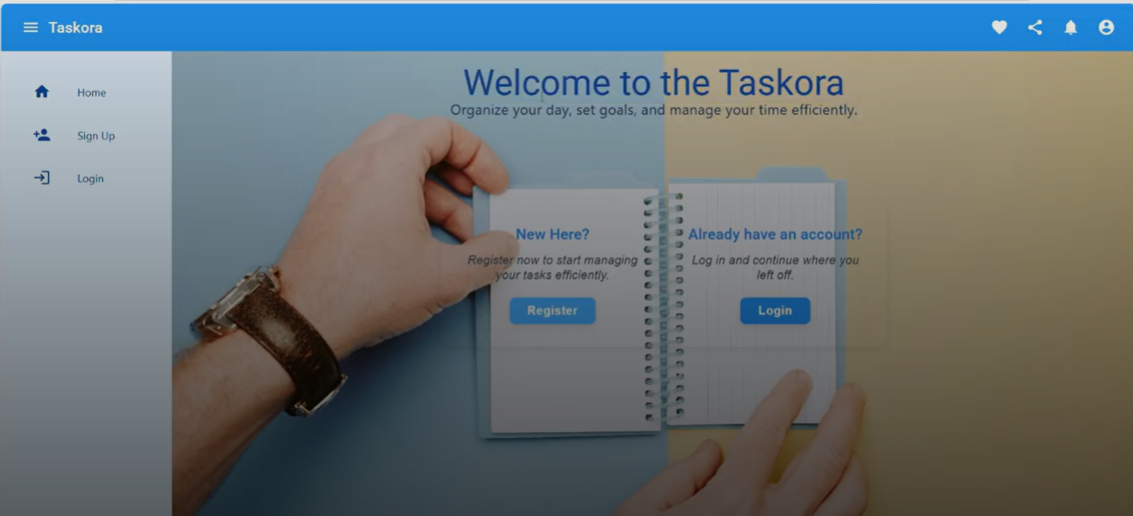 Taskora
Home
Sign Up
Login
Welcome to the Taskora
Organize your day, set goals, and manage your time efficiently.
New Here?
Register now to start managing
your tasks efficiently.
Register
Already have an account?
Log in and continue where you
left off.
Login